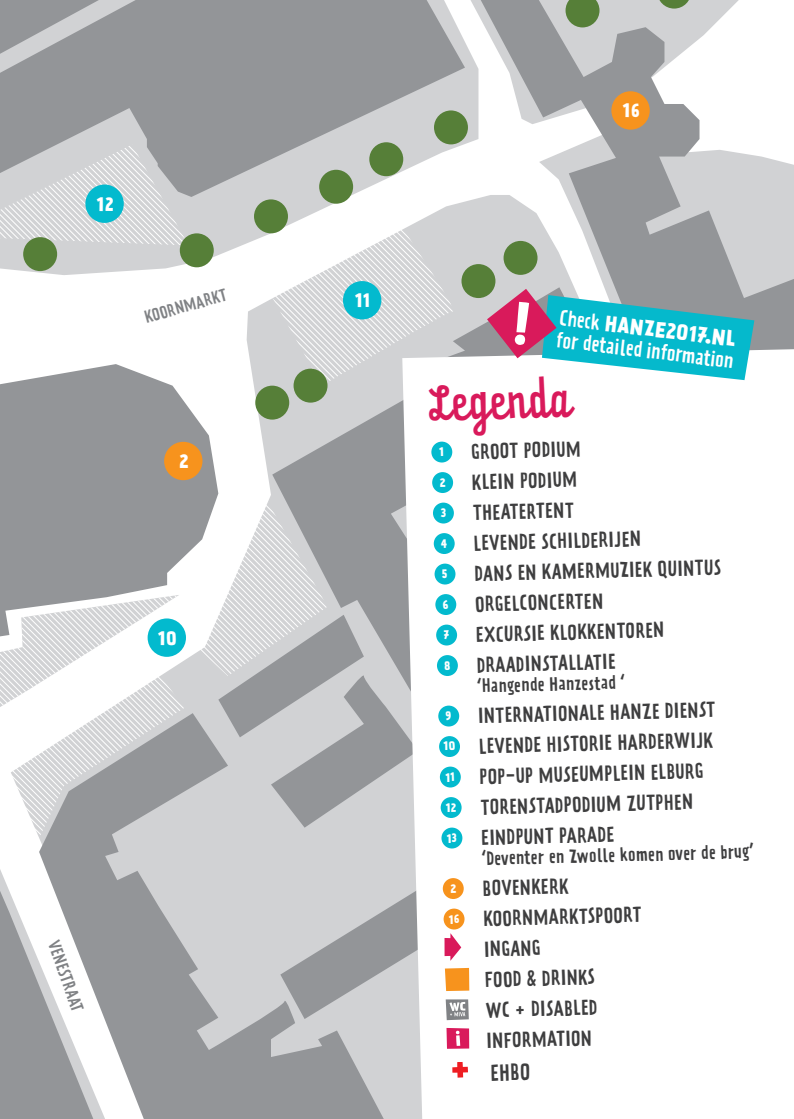 16
12
11
KOORNMARKT
Check HANZE2017.NL
for detailed information
2
10
VENESTRAAT
Legenda
1 GROOT PODIUM
2 KLEIN PODIUM
3 THEATERTENT
4 LEVENDE SCHILDERIJEN
5 DANS EN KAMERMUZIEK QUINTUS
6 ORGELCONCERTEN
7 EXCURSIE KLOKKENTOREN
8 DRAADINSTALLATIE
‘Hangende Hanzestad ‘
9 INTERNATIONALE HANZE DIENST
10 LEVENDE HISTORIE HARDERWIJK
11 POP-UP MUSEUMPLEIN ELBURG
12 TORENSTADPODIUM ZUTPHEN
13 EINDPUNT PARADE
‘Deventer en Zwolle komen over de brug’
2 BOVENKERK
16 KOORNMARKTSPOORT
INGANG
FOOD & DRINKS
WC WC + DISABLED
i INFORMATION
EHBO